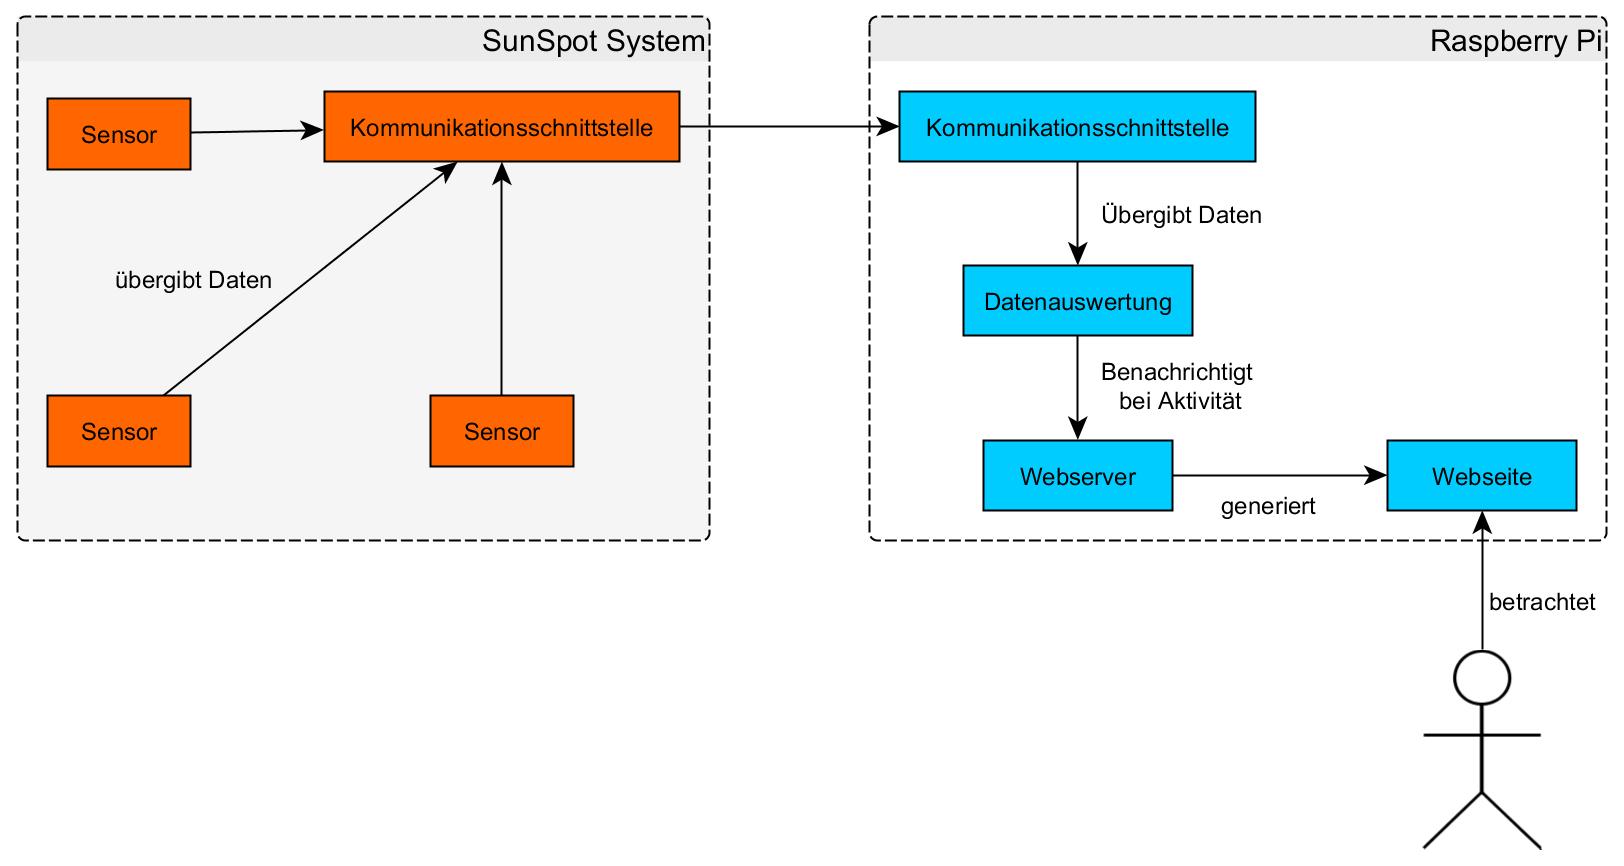 SunSpot System
Sensor
Kommunikationsschnittstelle
übergibt Daten
Sensor
Sensor
Raspberry Pi
Kommunikationsschnittstelle
Übergibt Daten
Datenauswertung
Benachrichtigt
bei Aktivität
Webserver
generiert
Webseite
betrachtet